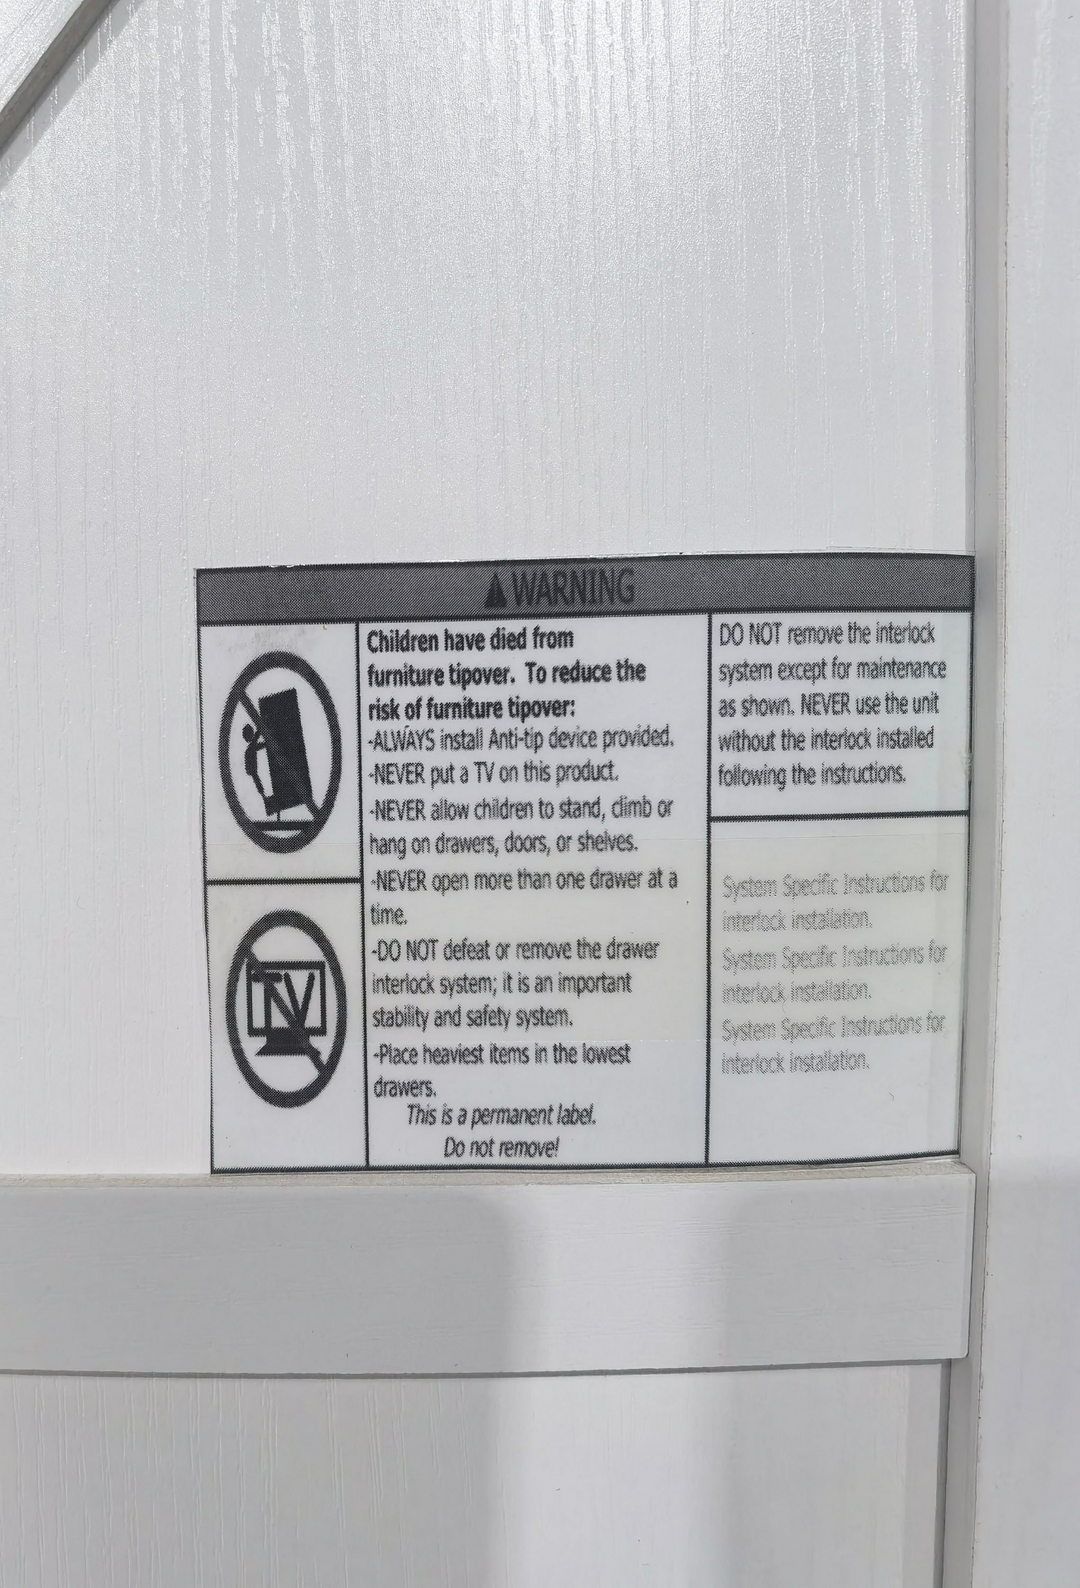 WARNING
Children have died from
furniture tipover. To reduce the
risk of furniture tipover:
-ALWAYS install Anti-tip device provided.
-NEVER put a TV on this product.
-NEVER allow children to stand, climb or
hang on drawers, doors, or shelves.
-NEVER open more than one drawer at a
time.
-DO NOT defeat or remove the drawer
interlock system; it is an important
stability and safety system.
-Place heaviest items in the lowest
drawers.
This is a permanent label.
Do not remove!
TV
DO NOT remove the interlock
system except for maintenance
as shown. NEVER use the unit
without the interlock installed
following the instructions.
System Specific Instructions for
interlock installation.
System Specific Instructions for
interlock installation.
System Specific Instructions for
interlock installation.